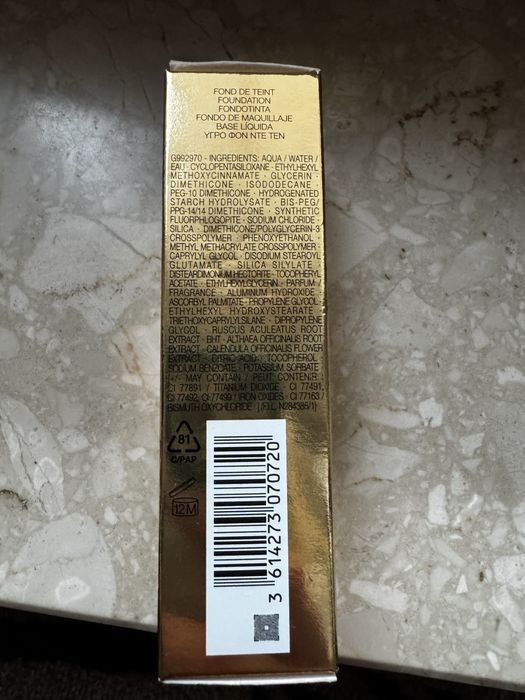 FOND DE TEINT
FOUNDATION
FONDOTINTA
FONDO DE MAQUILLAJE
BASE LÍQUIDA
ΥΓΡΟ ΦΟΝ ΝΤΕ ΤΕΝ
G992970 - INGREDIENTS: AQUA / WATER /
EAU · CYCLOPENTASILOXANE · ETHYLHEXYL
METHOXYCINNAMATE · GLYCERIN ·
DIMETHICONE · ISODODECANE ·
PEG-10 DIMETHICONE · HYDROGENATED
STARCH HYDROLYSATE · BIS-PEG/
PPG-14/14 DIMETHICONE · SYNTHETIC
FLUORPHLOGOPITE · SODIUM CHLORIDE ·
SILICA · DIMETHICONE/POLYGLYCERIN-3
CROSSPOLYMER · PHENOXYETHANOL ·
METHYL METHACRYLATE CROSSPOLYMER ·
CAPRYLYL GLYCOL · DISODIUM STEAROYL
GLUTAMATE · SILICA SILYLATE ·
DISTEARDIMONIUM HECTORITE · TOCOPHERYL
ACETATE · ETHYLHEXYLGLYCERIN · PARFUM /
FRAGRANCE · ALUMINUM HYDROXIDE ·
ASCORBYL PALMITATE · PROPYLENE GLYCOL ·
ETHYLHEXYL HYDROXYSTEARATE ·
TRIETHOXYCAPRYLYLSILANE · DIPROPYLENE
GLYCOL · RUSCUS ACULEATUS ROOT
EXTRACT · BHT · ALTHAEA OFFICINALIS ROOT
EXTRACT · CALENDULA OFFICINALIS FLOWER
EXTRACT · CITRIC ACID · TOCOPHEROL ·
SODIUM BENZOATE · POTASSIUM SORBATE
+/- MAY CONTAIN / PEUT CONTENIR :
CI 77891 / TITANIUM DIOXIDE · CI 77491,
CI 77492, CI 77499 / IRON OXIDES · CI 77163 /
BISMUTH OXYCHLORIDE · (F.I.L. N284385/1)
81
C/PAP
12M
3 614273 070720